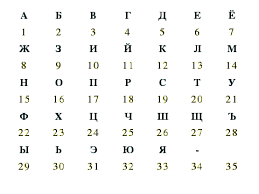 А Б В Г Д Е Ё
1 2 3 4 5 6 7
Ж З И Й К Л М
8 9 10 11 12 13 14
Н О П Р С Т У
15 16 17 18 19 20 21
Ф Х Ц Ч Ш Щ Ъ
22 23 24 25 26 27 28
Ы Ь Э Ю Я -
29 30 31 32 33 34 35